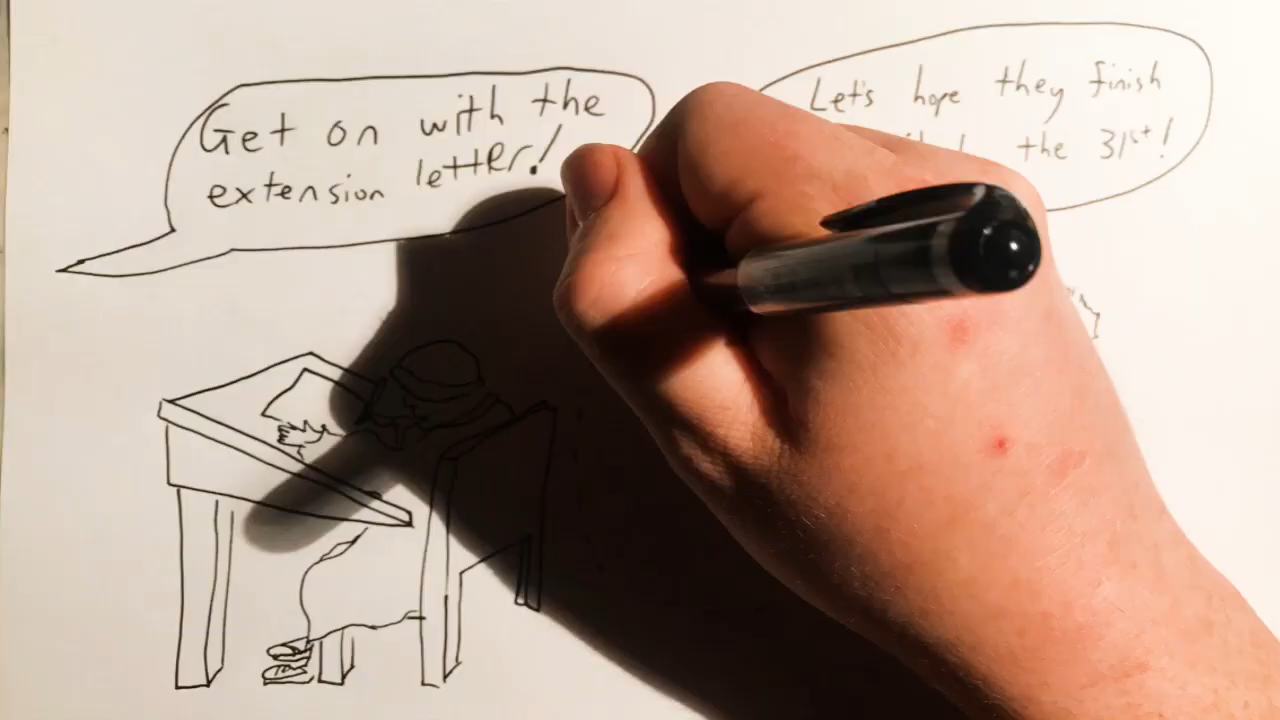 Get on with the
extension letter!
Let's hope they finish
the 31st!